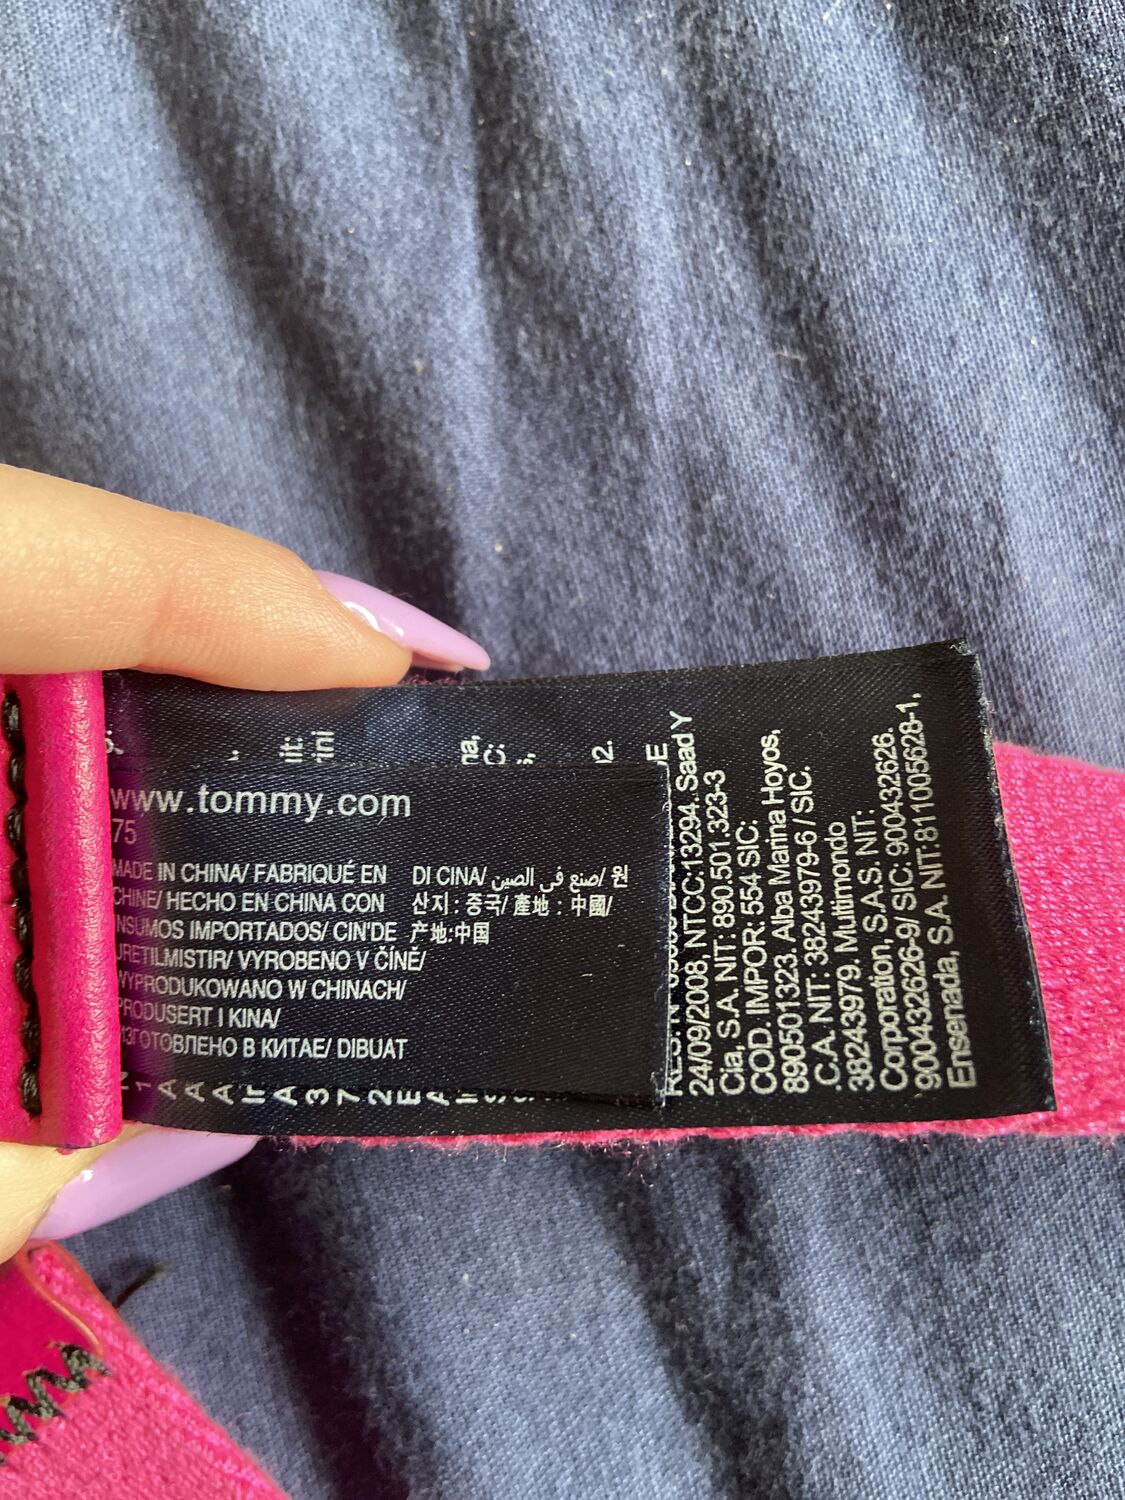 www.tommy.com
75
MADE IN CHINA/ FABRIQUÉ EN
CHINE/ HECHO EN CHINA CON
INSUMOS IMPORTADOS/ CIN'DE
ÜRETILMISTIR/ VYROBENO V ČÍNĚ/
WYPRODUKOWANO W CHINACH/
PRODUSERT I KINA/
ИЗГОТОВЛЕНО В КИТАЕ/ DIBUAT
DI CINA/ صنع في الصين/ 원
산지 : 중국/ 產地 : 中國/
产地:中国
24/09/2008, NTCC:13294. Saad Y
Cia, S.A. NIT: 890.501.323-3
COD. IMPOR: 554 SIC:
890501323. Alba Marina Hoyos,
C.A. NIT: 38243979-6 / SIC.
38243979. Multimondo
Corporation, S.A.S. NIT:
900432626-9/ SIC: 900432626.
Ensenada, S.A. NIT:811005628-1,